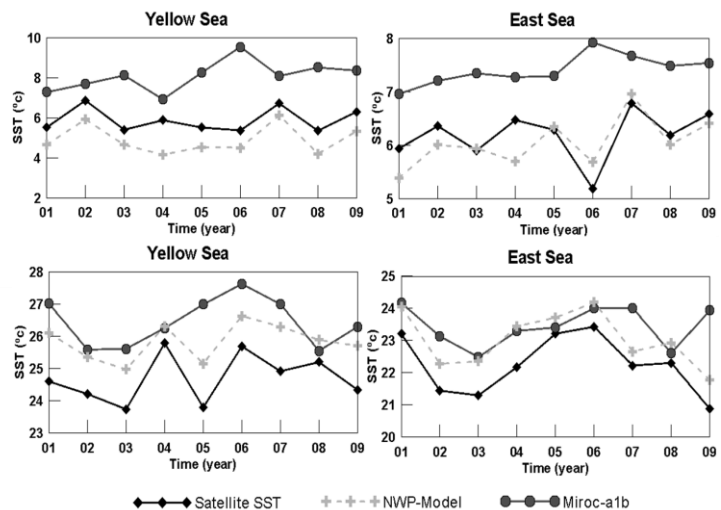 Yellow Sea
10
8
6
4
2
SST (°c)
01 02 03 04 05 06 07 08 09
Time (year)
East Sea
8
7
6
5
SST (°c)
01 02 03 04 05 06 07 08 09
Time (year)
Yellow Sea
28
27
26
25
24
23
SST (°c)
01 02 03 04 05 06 07 08 09
Time (year)
East Sea
25
24
23
22
21
20
SST (°c)
01 02 03 04 05 06 07 08 09
Time (year)
Satellite SST NWP-Model Miroc-a1b